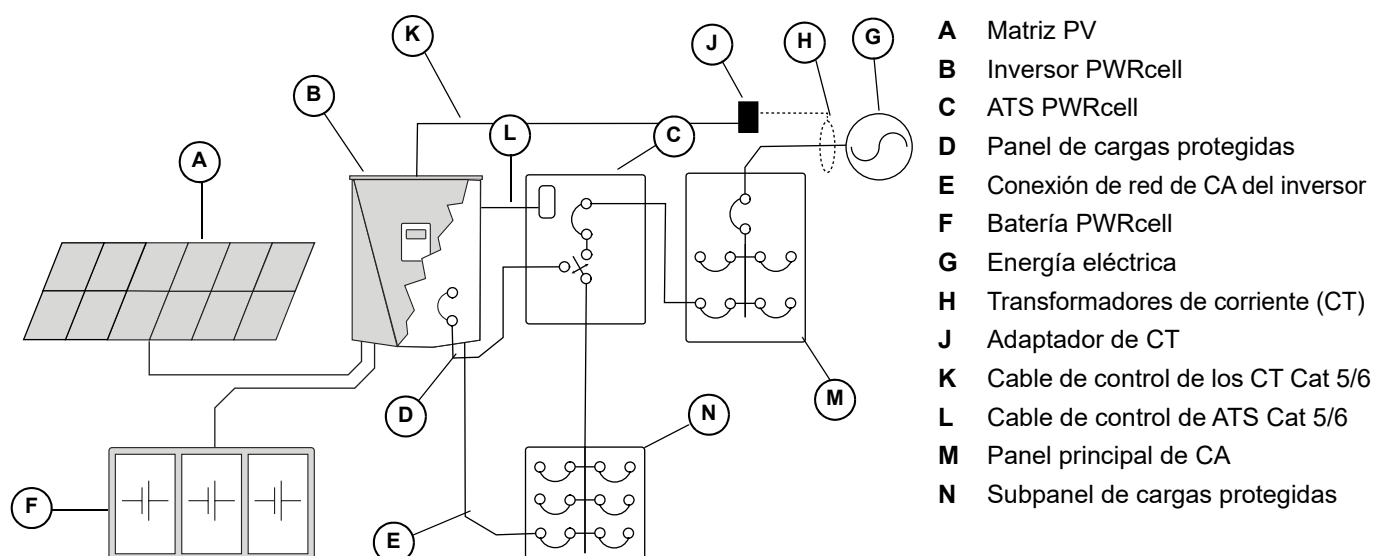 K
J
H
G
B
L
C
A
D
M
N
F
E
A Matriz PV
B Inversor PWRcell
C ATS PWRcell
D Panel de cargas protegidas
E Conexión de red de CA del inversor
F Batería PWRcell
G Energía eléctrica
H Transformadores de corriente (CT)
J Adaptador de CT
K Cable de control de los CT Cat 5/6
L Cable de control de ATS Cat 5/6
M Panel principal de CA
N Subpanel de cargas protegidas